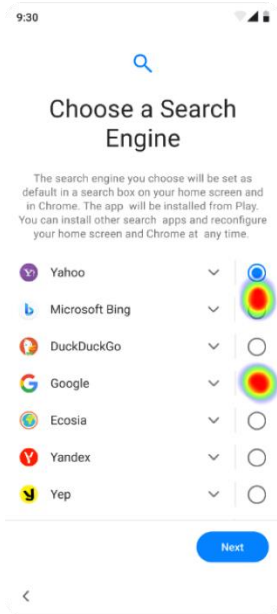 9:30
Choose a Search
Engine
The search engine you choose will be set as
default in a search box on your home screen and
in Chrome. The app will be installed from Play.
You can install other search apps and reconfigure
your home screen and Chrome at any time.
Yahoo
Microsoft Bing
DuckDuckGo
Google
Ecosia
Yandex
Yep
Next